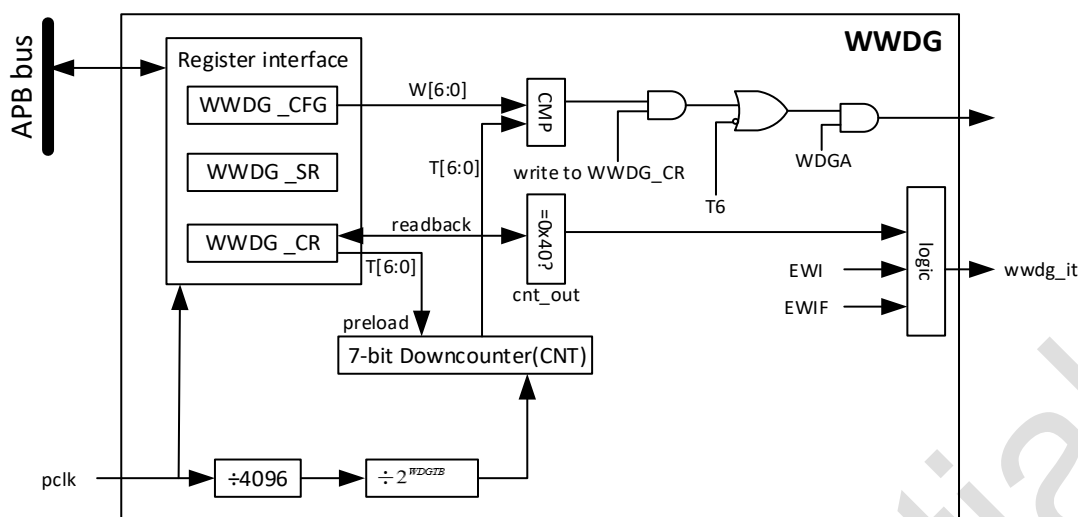 WWDG
APB bus
Register interface
WWDG _CFG
WWDG _SR
WWDG _CR
W[6:0]
CMP
T[6:0]
write to WWDG_CR
T6
WDGA
readback
=0x40?
cnt_out
T[6:0]
preload
7-bit Downcounter(CNT)
EWI
EWIF
logic
wwdg_it
pclk
÷4096
÷2^WDGTB